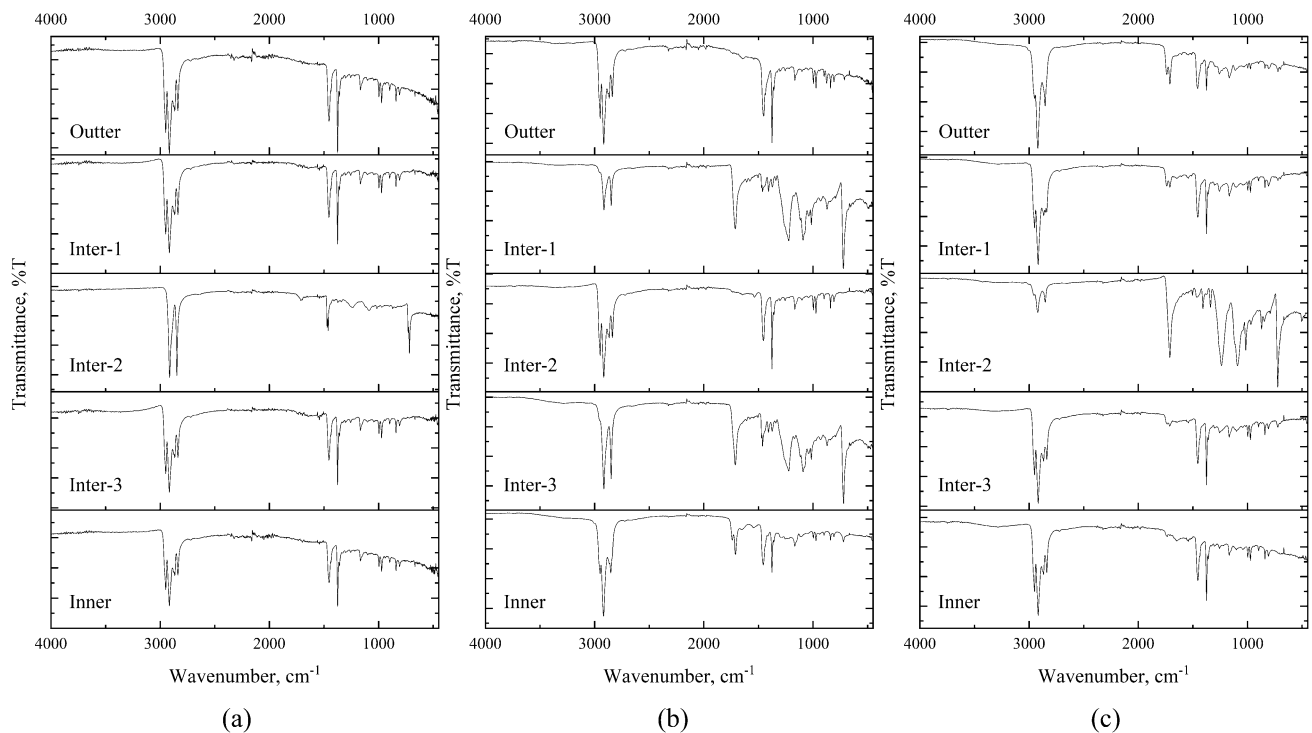 4000 3000 2000 1000
4000 3000 2000 1000
4000 3000 2000 1000
Transmittance, %T
Outter
Inter-1
Inter-2
Inter-3
Inner
4000 3000 2000 1000
Wavenumber, cm-1
(a)
Transmittance, %T
Outter
Inter-1
Inter-2
Inter-3
Inner
4000 3000 2000 1000
Wavenumber, cm-1
(b)
Transmittance, %T
Outter
Inter-1
Inter-2
Inter-3
Inner
4000 3000 2000 1000
Wavenumber, cm-1
(c)